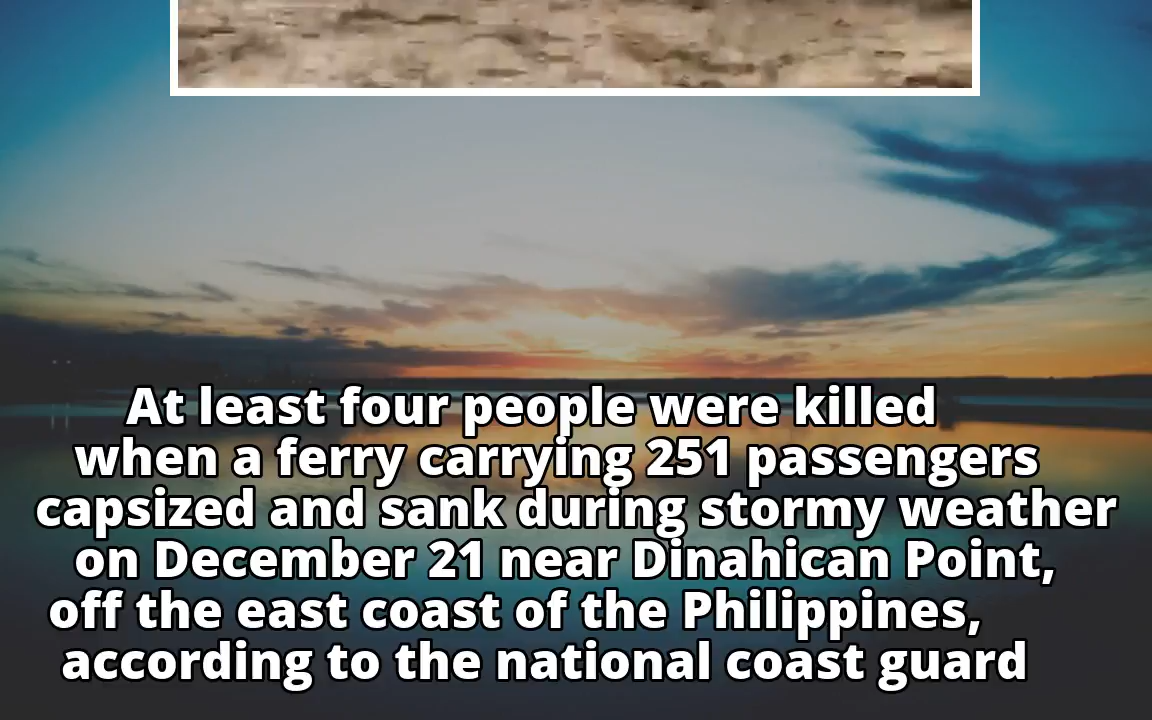 At least four people were killed
when a ferry carrying 251 passengers
capsized and sank during stormy weather
on December 21 near Dinahican Point,
off the east coast of the Philippines,
according to the national coast guard